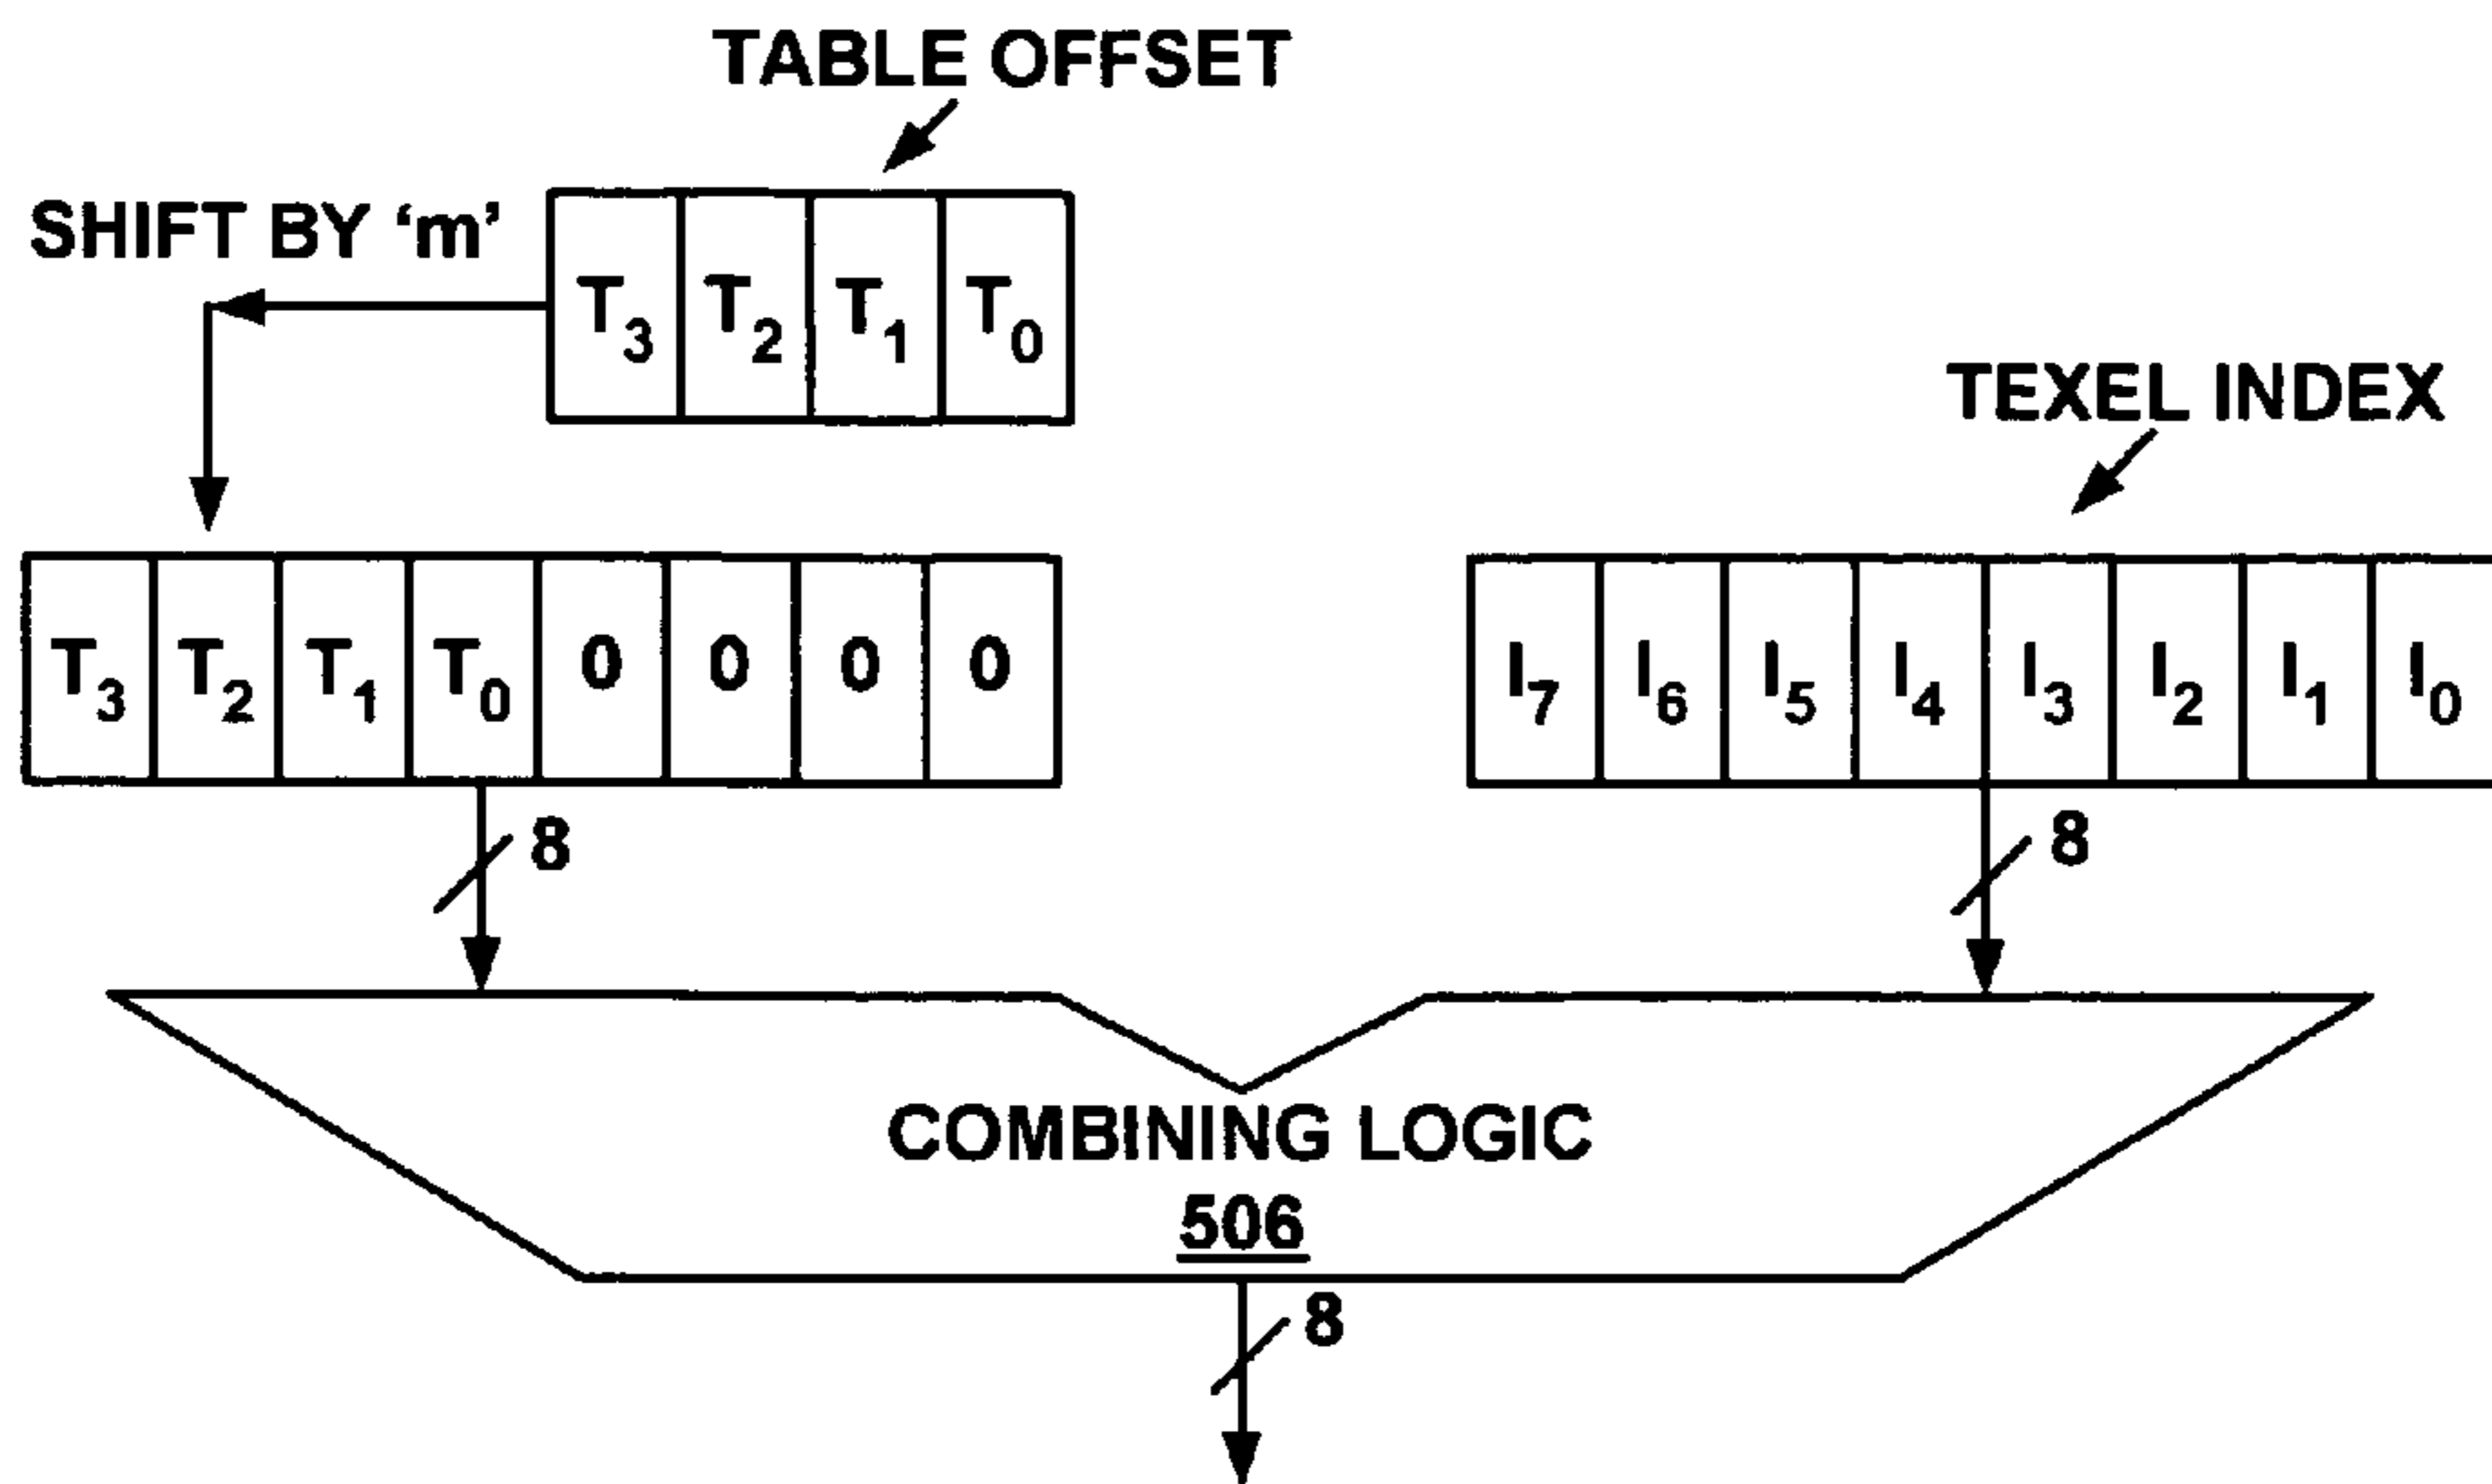 TABLE OFFSET
SHIFT BY ‘m’
T3 T2 T1 T0
TEXEL INDEX
T3 T2 T1 T0 0 0 0 0
I7 I6 I5 I4 I3 I2 I1 I0
8
8
COMBINING LOGIC
506
8